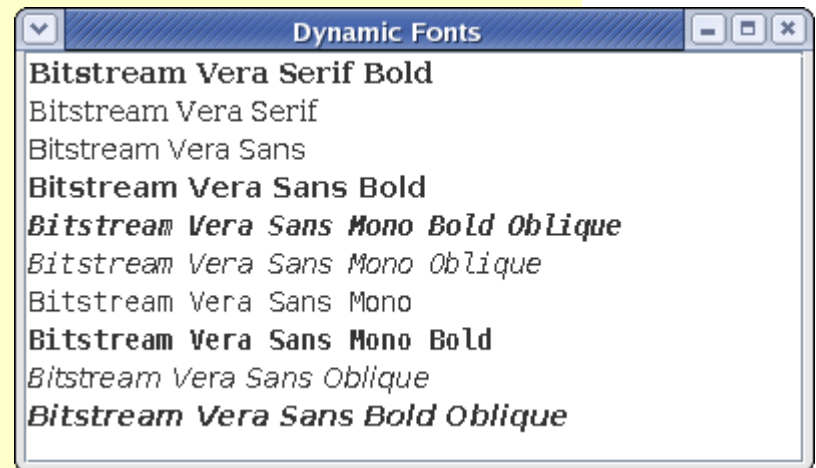 Dynamic Fonts
Bitstream Vera Serif Bold
Bitstream Vera Serif
Bitstream Vera Sans
Bitstream Vera Sans Bold
Bitstream Vera Sans Mono Bold Oblique
Bitstream Vera Sans Mono Oblique
Bitstream Vera Sans Mono
Bitstream Vera Sans Mono Bold
Bitstream Vera Sans Oblique
Bitstream Vera Sans Bold Oblique